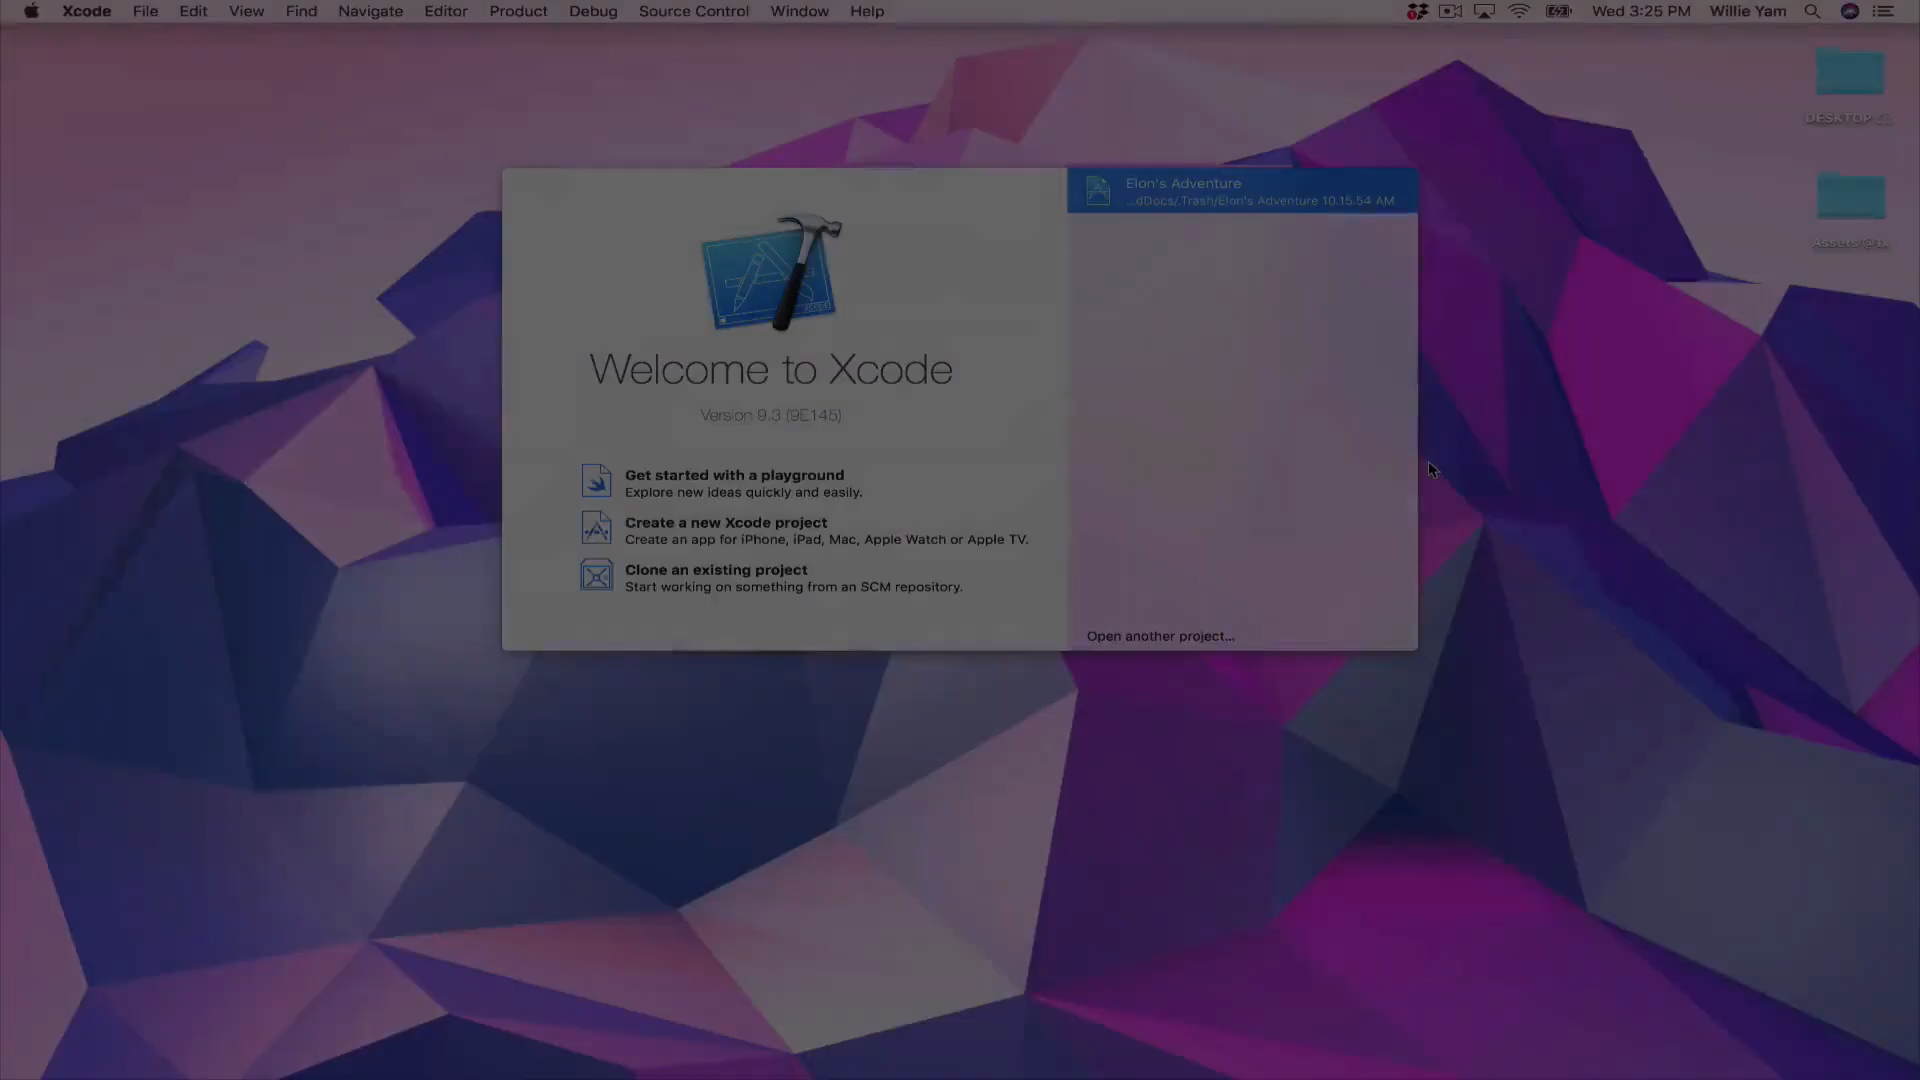 Xcode File Edit View Find Navigate Editor Product Debug Source Control Window Help
Wed 3:25 PM Willie Yam
DESKTOP
Assets @1x
Elon's Adventure
...dDocs/.Trash/Elon's Adventure 10.15.54 AM
Welcome to Xcode
Version 9.3 (9E145)
Get started with a playground
Explore new ideas quickly and easily.
Create a new Xcode project
Create an app for iPhone, iPad, Mac, Apple Watch or Apple TV.
Clone an existing project
Start working on something from an SCM repository.
Open another project...